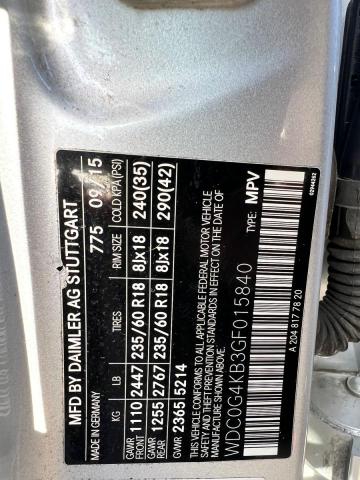 MFD BY DAIMLER AG STUTTGART
MADE IN GERMANY 775 09/15
KG LB TIRES RIM SIZE COLD KPA(PSI)
GAWR FRONT 1110 2447 235/60 R18 8Jx18 240(35)
GAWR REAR 1255 2767 235/60 R18 8Jx18 290(42)
GVWR 2365 5214
THIS VEHICLE CONFORMS TO ALL APPLICABLE FEDERAL MOTOR VEHICLE
SAFETY STANDARDS IN EFFECT ON THE DATE OF
MANUFACTURE SHOWN ABOVE
WDC0G4KB3GF015840 TYPE: MPV
A 204 817 78 20